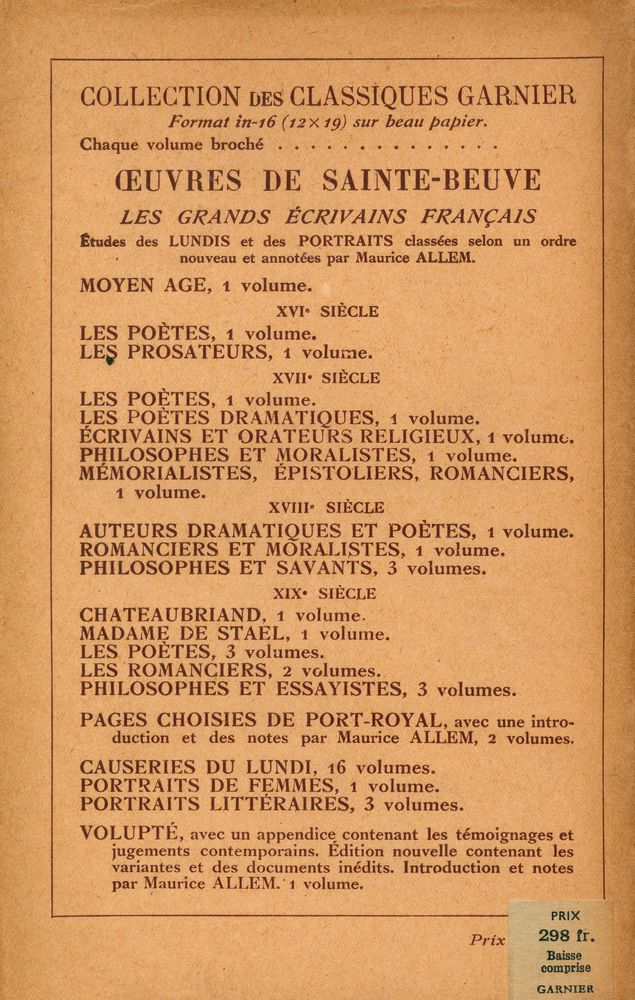 COLLECTION DES CLASSIQUES GARNIER
Format in-16 (12×19) sur beau papier.
Chaque volume broché . . . . . . . . . . . . . .
ŒUVRES DE SAINTE-BEUVE
LES GRANDS ÉCRIVAINS FRANÇAIS
Études des LUNDIS et des PORTRAITS classées selon un ordre
nouveau et annotées par Maurice ALLEM.
MOYEN AGE, 1 volume.
XVIe SIÈCLE
LES POÈTES, 1 volume.
LES PROSATEURS, 1 volume.
XVIIe SIÈCLE
LES POÈTES, 1 volume.
LES POÈTES DRAMATIQUES, 1 volume.
ÉCRIVAINS ET ORATEURS RELIGIEUX, 1 volume.
PHILOSOPHES ET MORALISTES, 1 volume.
MÉMORIALISTES, ÉPISTOLIERS, ROMANCIERS,
1 volume.
XVIIIe SIÈCLE
AUTEURS DRAMATIQUES ET POÈTES, 1 volume.
ROMANCIERS ET MORALISTES, 1 volume.
PHILOSOPHES ET SAVANTS, 3 volumes.
XIXe SIÈCLE
CHATEAUBRIAND, 1 volume.
MADAME DE STAEL, 1 volume.
LES POÈTES, 3 volumes.
LES ROMANCIERS, 2 volumes.
PHILOSOPHES ET ESSAYISTES, 3 volumes.
PAGES CHOISIES DE PORT-ROYAL, avec une intro-
duction et des notes par Maurice ALLEM, 2 volumes.
CAUSERIES DU LUNDI, 16 volumes.
PORTRAITS DE FEMMES, 1 volume.
PORTRAITS LITTÉRAIRES, 3 volumes.
VOLUPTÉ, avec un appendice contenant les témoignages et
jugements contemporains. Édition nouvelle contenant les
variantes et des documents inédits. Introduction et notes
par Maurice ALLEM. 1 volume.
Prix
PRIX
298 fr.
Baisse
comprise
GARNIER